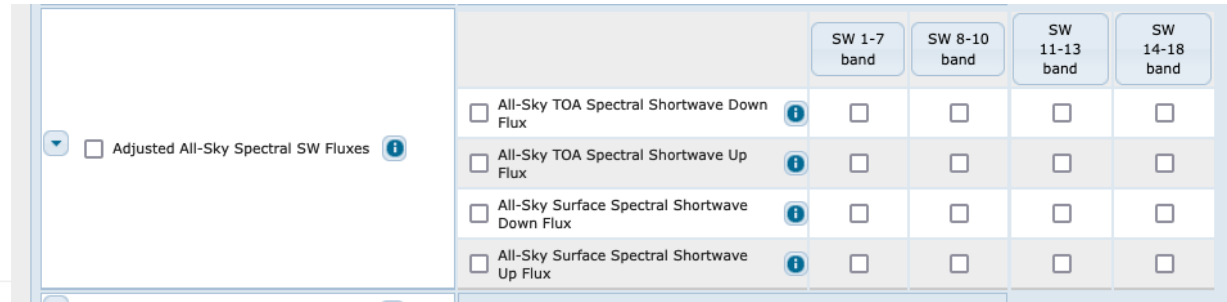 SW 1-7
band
SW 8-10
band
SW
11-13
band
SW
14-18
band
Adjusted All-Sky Spectral SW Fluxes
All-Sky TOA Spectral Shortwave Down
Flux
All-Sky TOA Spectral Shortwave Up
Flux
All-Sky Surface Spectral Shortwave
Down Flux
All-Sky Surface Spectral Shortwave
Up Flux